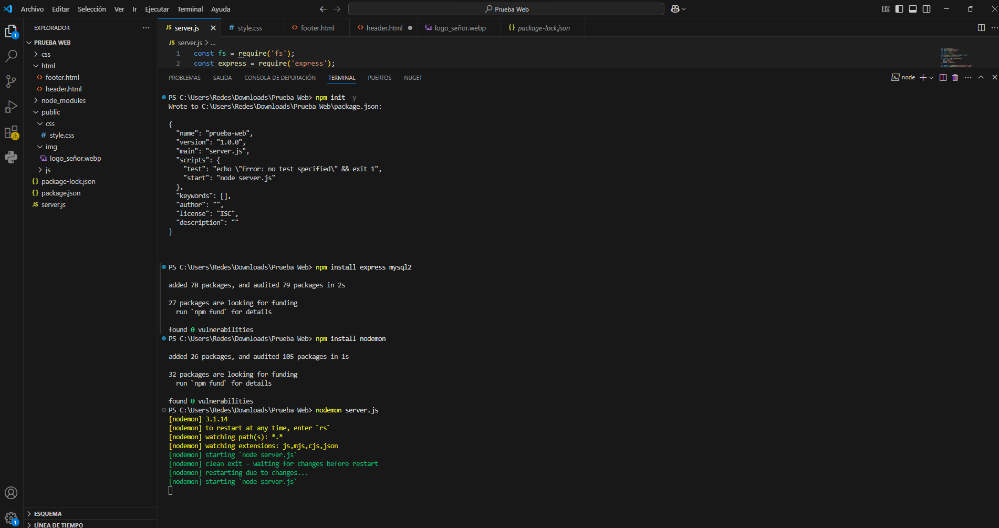 Archivo Editar Selección Ver Ir Ejecutar Terminal Ayuda
Prueba Web
EXPLORADOR
PRUEBA WEB
css
html
footer.html
header.html
node_modules
public
css
style.css
img
logo_señor.webp
js
package-lock.json
package.json
server.js
ESQUEMA
LÍNEA DE TIEMPO
1
1
JS server.js
# style.css
<> footer.html
<> header.html
logo_señor.webp
{} package-lock.json
JS server.js > ...
1 const fs = require('fs');
2 const express = require('express');
PROBLEMAS SALIDA CONSOLA DE DEPURACIÓN TERMINAL PUERTOS NUGET
node
PS C:\Users\Redes\Downloads\Prueba Web> npm init -y
Wrote to C:\Users\Redes\Downloads\Prueba Web\package.json:
{
"name": "prueba-web",
"version": "1.0.0",
"main": "server.js",
"scripts": {
"test": "echo \"Error: no test specified\" && exit 1",
"start": "node server.js"
},
"keywords": [],
"author": "",
"license": "ISC",
"description": ""
}
PS C:\Users\Redes\Downloads\Prueba Web> npm install express mysql2
added 78 packages, and audited 79 packages in 2s
27 packages are looking for funding
run `npm fund` for details
found 0 vulnerabilities
PS C:\Users\Redes\Downloads\Prueba Web> npm install nodemon
added 26 packages, and audited 105 packages in 1s
32 packages are looking for funding
run `npm fund` for details
found 0 vulnerabilities
PS C:\Users\Redes\Downloads\Prueba Web> nodemon server.js
[nodemon] 3.1.14
[nodemon] to restart at any time, enter `rs`
[nodemon] watching path(s): *.*
[nodemon] watching extensions: js,mjs,cjs,json
[nodemon] starting `node server.js`
[nodemon] clean exit - waiting for changes before restart
[nodemon] restarting due to changes...
[nodemon] starting `node server.js`